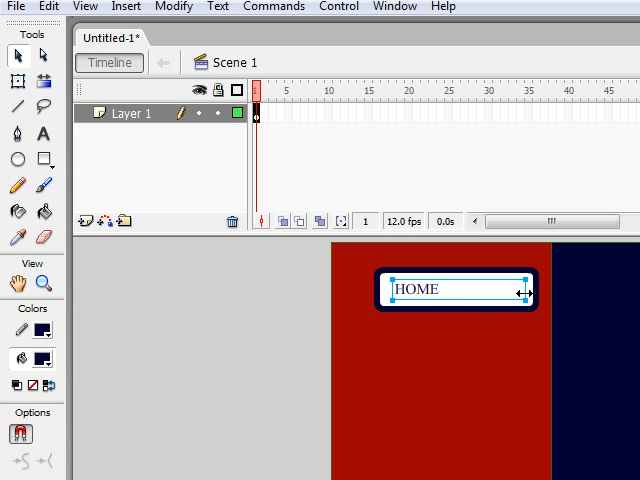 File Edit View Insert Modify Text Commands Control Window Help
Tools
Untitled-1*
Timeline
Scene 1
1 5 10 15 20 25 30 35 40 45
Layer 1
A
1 12.0 fps 0.0s
View
Colors
HOME
Options